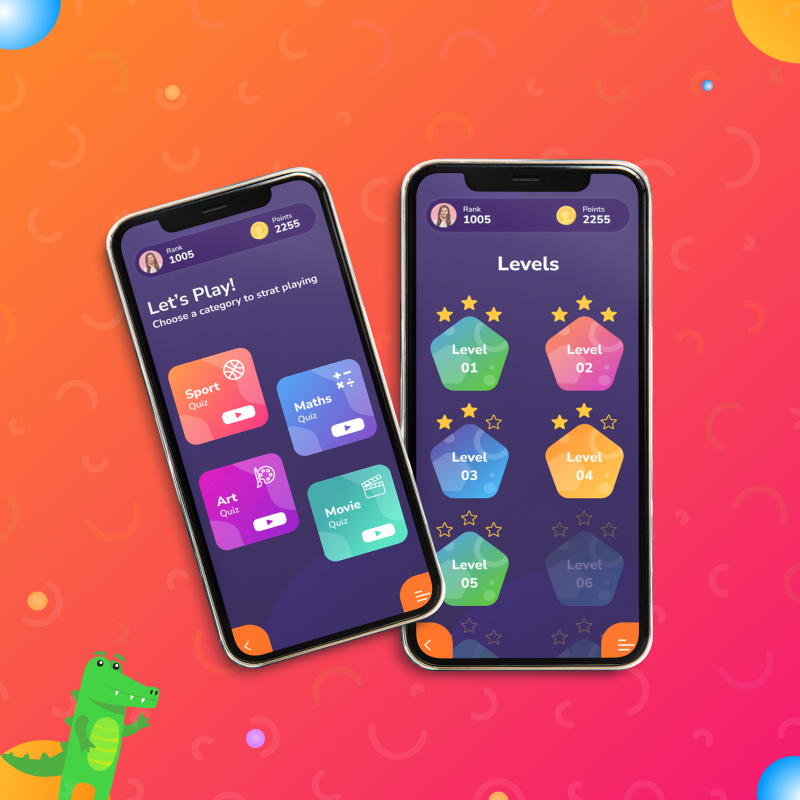 Rank
1005
Points
2255
Let's Play!
Choose a category to strat playing
Sport
Quiz
Maths
Quiz
Art
Quiz
Movie
Quiz
Rank
1005
Points
2255
Levels
Level
01
Level
02
Level
03
Level
04
Level
05
Level
06